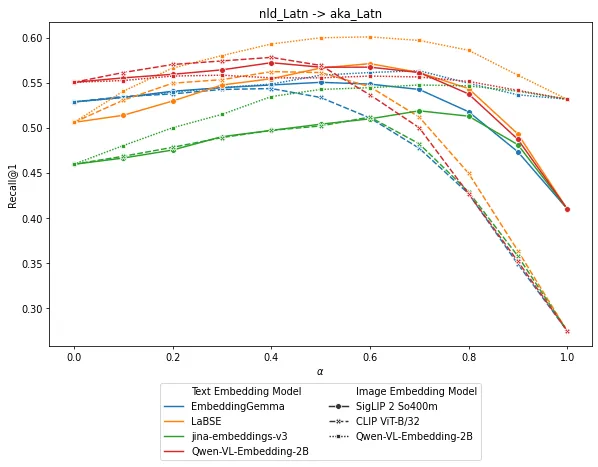 nld_Latn -> aka_Latn
Recall@1
0.60
0.55
0.50
0.45
0.40
0.35
0.30
0.0 0.2 0.4 0.6 0.8 1.0
α
Text Embedding Model Image Embedding Model
EmbeddingGemma SigLIP 2 So400m
LaBSE CLIP ViT-B/32
jina-embeddings-v3 Qwen-VL-Embedding-2B
Qwen-VL-Embedding-2B